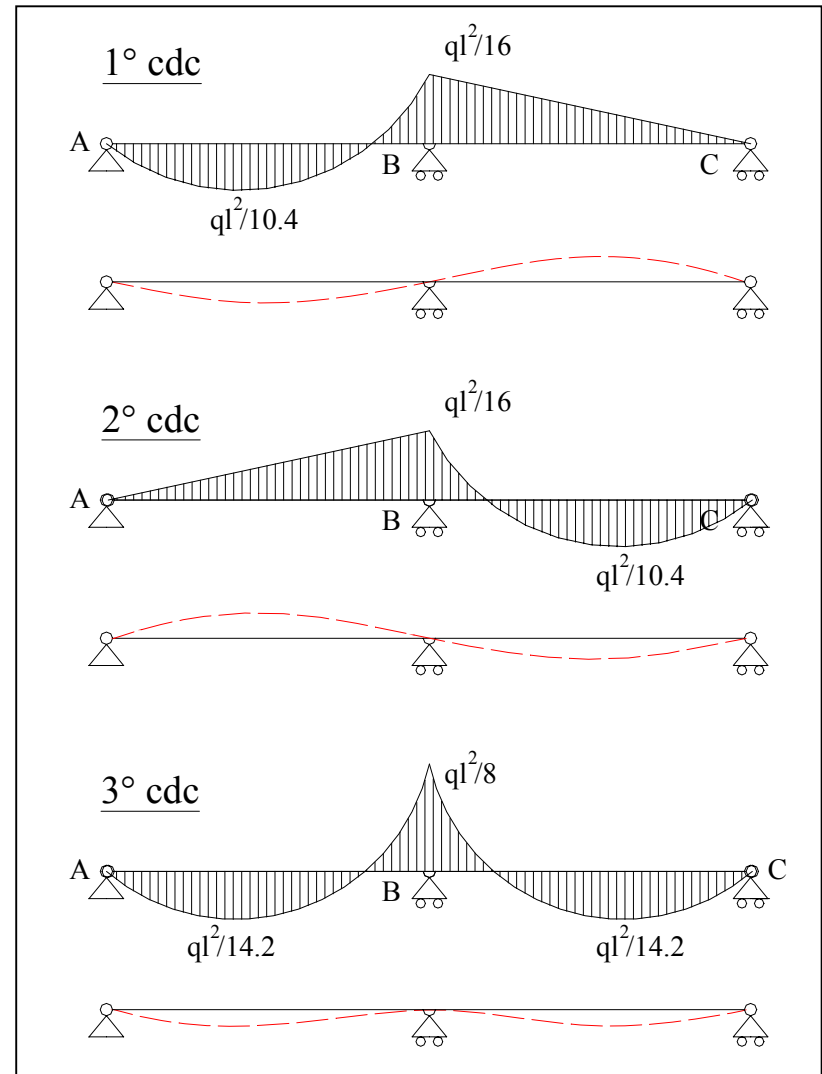 1° cdc
ql²/16
A
B
C
ql²/10.4
2° cdc
ql²/16
A
B
C
ql²/10.4
3° cdc
ql²/8
A
B
C
ql²/14.2
ql²/14.2